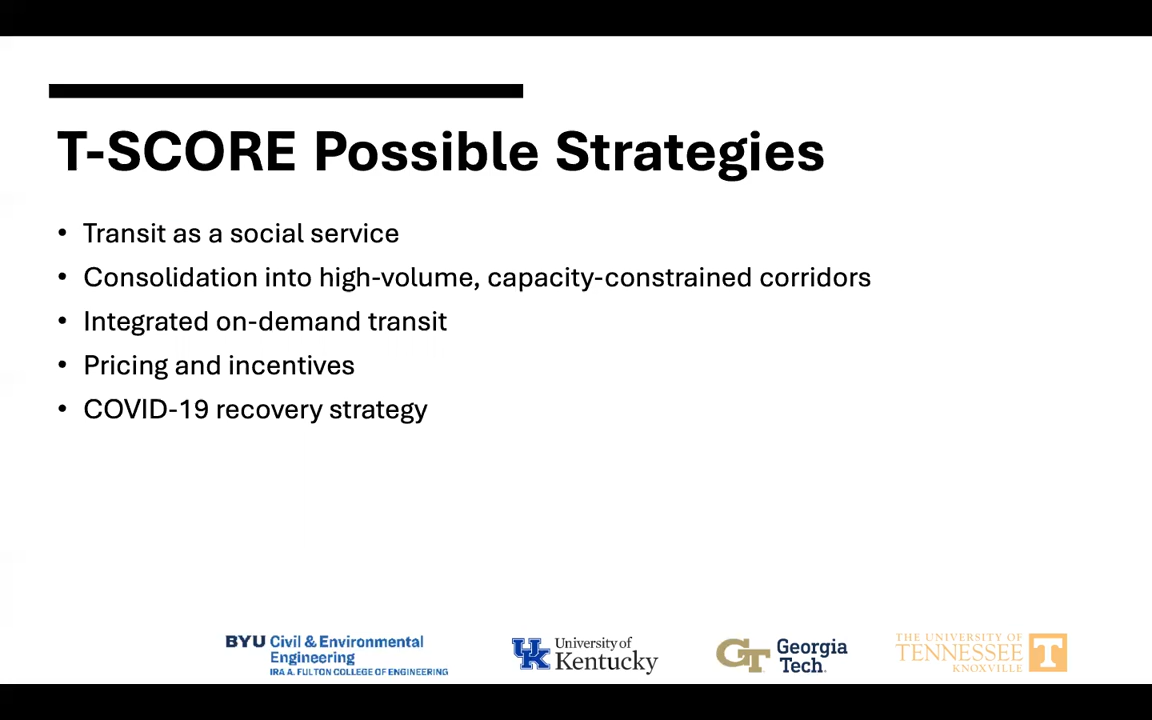 T-SCORE Possible Strategies
• Transit as a social service
• Consolidation into high-volume, capacity-constrained corridors
• Integrated on-demand transit
• Pricing and incentives
• COVID-19 recovery strategy
BYU Civil & Environmental
Engineering
IRA A. FULTON COLLEGE OF ENGINEERING
UK
University of
Kentucky
GT
Georgia
Tech.
THE UNIVERSITY OF
TENNESSEE
KNOXVILLE
T